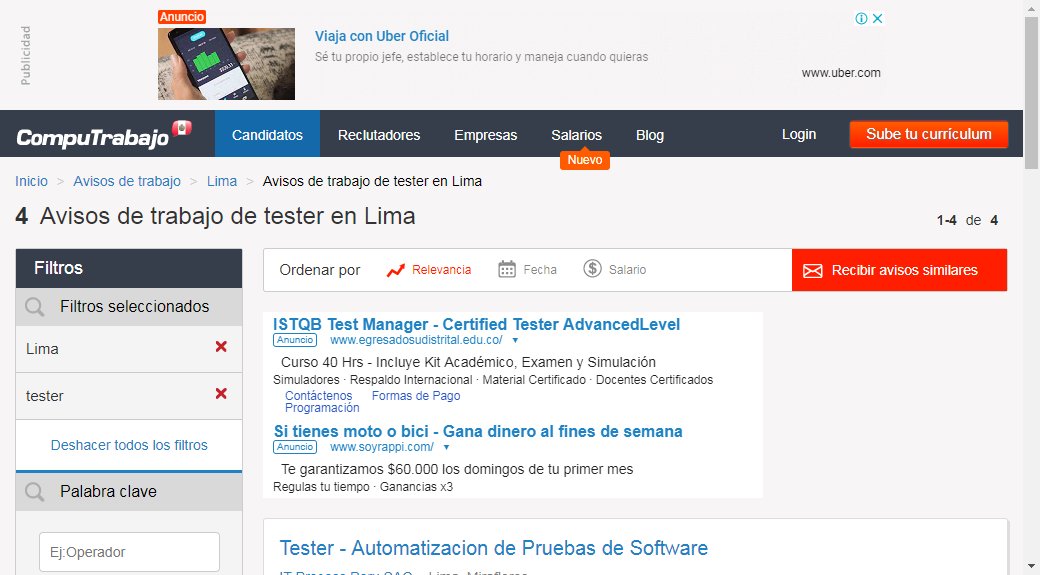 Publicidad
Anuncio
Viaja con Uber Oficial
Sé tu propio jefe, establece tu horario y maneja cuando quieras
www.uber.com
CompuTrabajo
Candidatos
Reclutadores
Empresas
Salarios
Nuevo
Blog
Login
Sube tu currículum
Inicio > Avisos de trabajo > Lima > Avisos de trabajo de tester en Lima
4 Avisos de trabajo de tester en Lima
1-4 de 4
Filtros
Filtros seleccionados
Lima
tester
Deshacer todos los filtros
Palabra clave
Ej:Operador
Ordenar por
Relevancia
Fecha
Salario
Recibir avisos similares
ISTQB Test Manager - Certified Tester AdvancedLevel
Anuncio www.egresadosudistrital.edu.co/
Curso 40 Hrs - Incluye Kit Académico, Examen y Simulación
Simuladores · Respaldo Internacional · Material Certificado · Docentes Certificados
Contáctenos Formas de Pago
Programación
Si tienes moto o bici - Gana dinero al fines de semana
Anuncio www.soyrappi.com/
Te garantizamos $60.000 los domingos de tu primer mes
Regulas tu tiempo · Ganancias x3
Tester - Automatizacion de Pruebas de Software